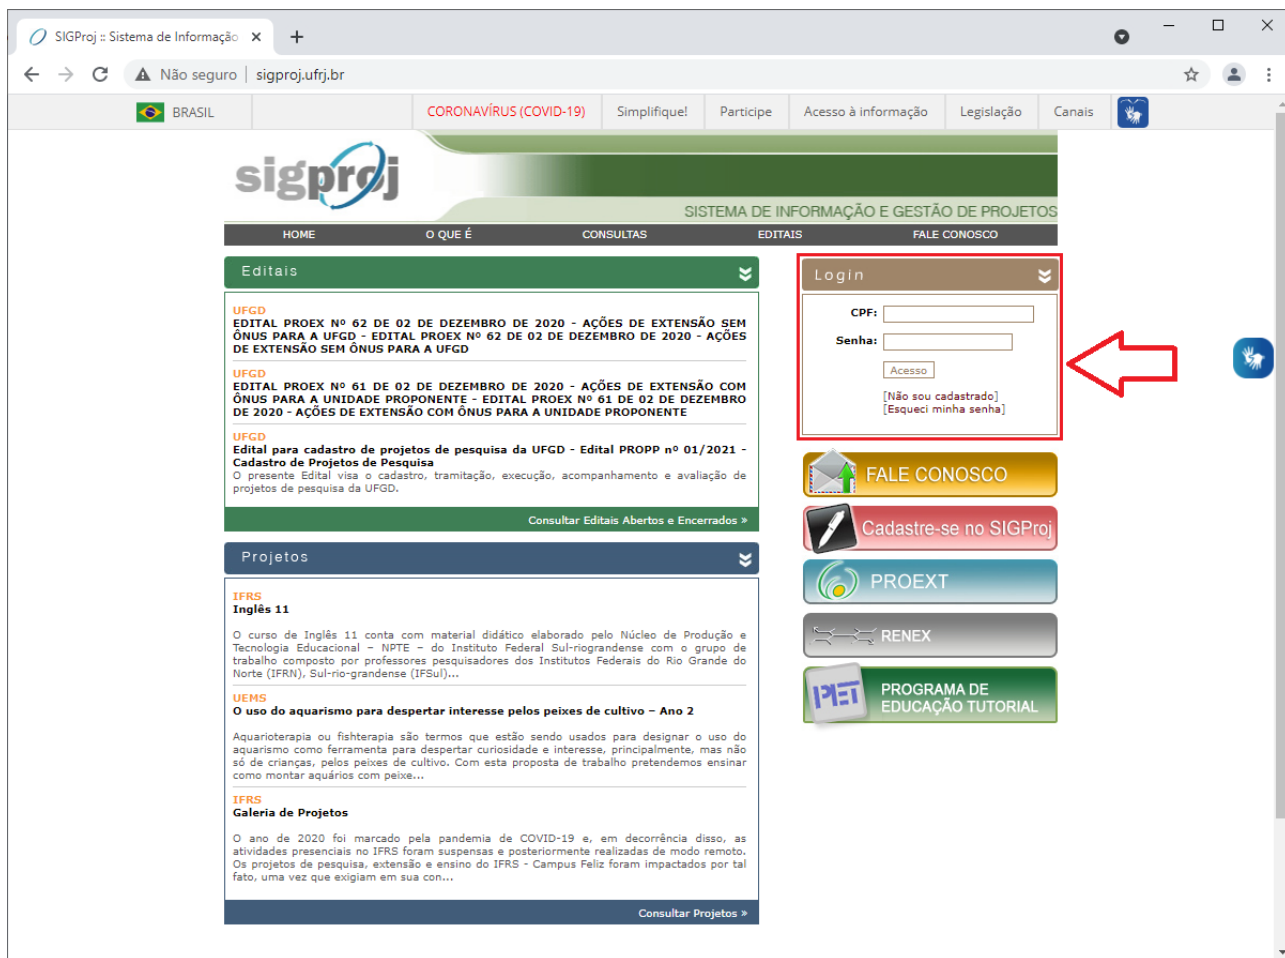 SIGProj :: Sistema de Informação
Não seguro | sigproj.ufrj.br
BRASIL
CORONAVÍRUS (COVID-19)
Simplifique!
Participe
Acesso à informação
Legislação
Canais
sigproj
SISTEMA DE INFORMAÇÃO E GESTÃO DE PROJETOS
HOME
O QUE É
CONSULTAS
EDITAIS
FALE CONOSCO
Editais
UFGD
EDITAL PROEX Nº 62 DE 02 DE DEZEMBRO DE 2020 - AÇÕES DE EXTENSÃO SEM
ÔNUS PARA A UFGD - EDITAL PROEX Nº 62 DE 02 DE DEZEMBRO DE 2020 - AÇÕES
DE EXTENSÃO SEM ÔNUS PARA A UFGD
UFGD
EDITAL PROEX Nº 61 DE 02 DE DEZEMBRO DE 2020 - AÇÕES DE EXTENSÃO COM
ÔNUS PARA A UNIDADE PROPONENTE - EDITAL PROEX Nº 61 DE 02 DE DEZEMBRO
DE 2020 - AÇÕES DE EXTENSÃO COM ÔNUS PARA A UNIDADE PROPONENTE
UFGD
Edital para cadastro de projetos de pesquisa da UFGD - Edital PROPP nº 01/2021 -
Cadastro de Projetos de Pesquisa
O presente Edital visa o cadastro, tramitação, execução, acompanhamento e avaliação de
projetos de pesquisa da UFGD.
Consultar Editais Abertos e Encerrados »
Projetos
IFRS
Inglês 11
O curso de Inglês 11 conta com material didático elaborado pelo Núcleo de Produção e
Tecnologia Educacional – NPTE – do Instituto Federal Sul-riograndense com o grupo de
trabalho composto por professores pesquisadores dos Institutos Federais do Rio Grande do
Norte (IFRN), Sul-rio-grandense (IFSul)...
UEMS
O uso do aquarismo para despertar interesse pelos peixes de cultivo – Ano 2
Aquarioterapia ou fishterapia são termos que estão sendo usados para designar o uso do
aquarismo como ferramenta para despertar curiosidade e interesse, principalmente, mas não
só de crianças, pelos peixes de cultivo. Com esta proposta de trabalho pretendemos ensinar
como montar aquários com peixe...
IFRS
Galeria de Projetos
O ano de 2020 foi marcado pela pandemia de COVID-19 e, em decorrência disso, as
atividades presenciais no IFRS foram suspensas e posteriormente realizadas de modo remoto.
Os projetos de pesquisa, extensão e ensino do IFRS - Campus Feliz foram impactados por tal
fato, uma vez que exigiam em sua con...
Consultar Projetos »
Login
CPF:
Senha:
Acesso
[Não sou cadastrado]
[Esqueci minha senha]
FALE CONOSCO
Cadastre-se no SIGProj
PROEXT
RENEX
PET
PROGRAMA DE
EDUCAÇÃO TUTORIAL